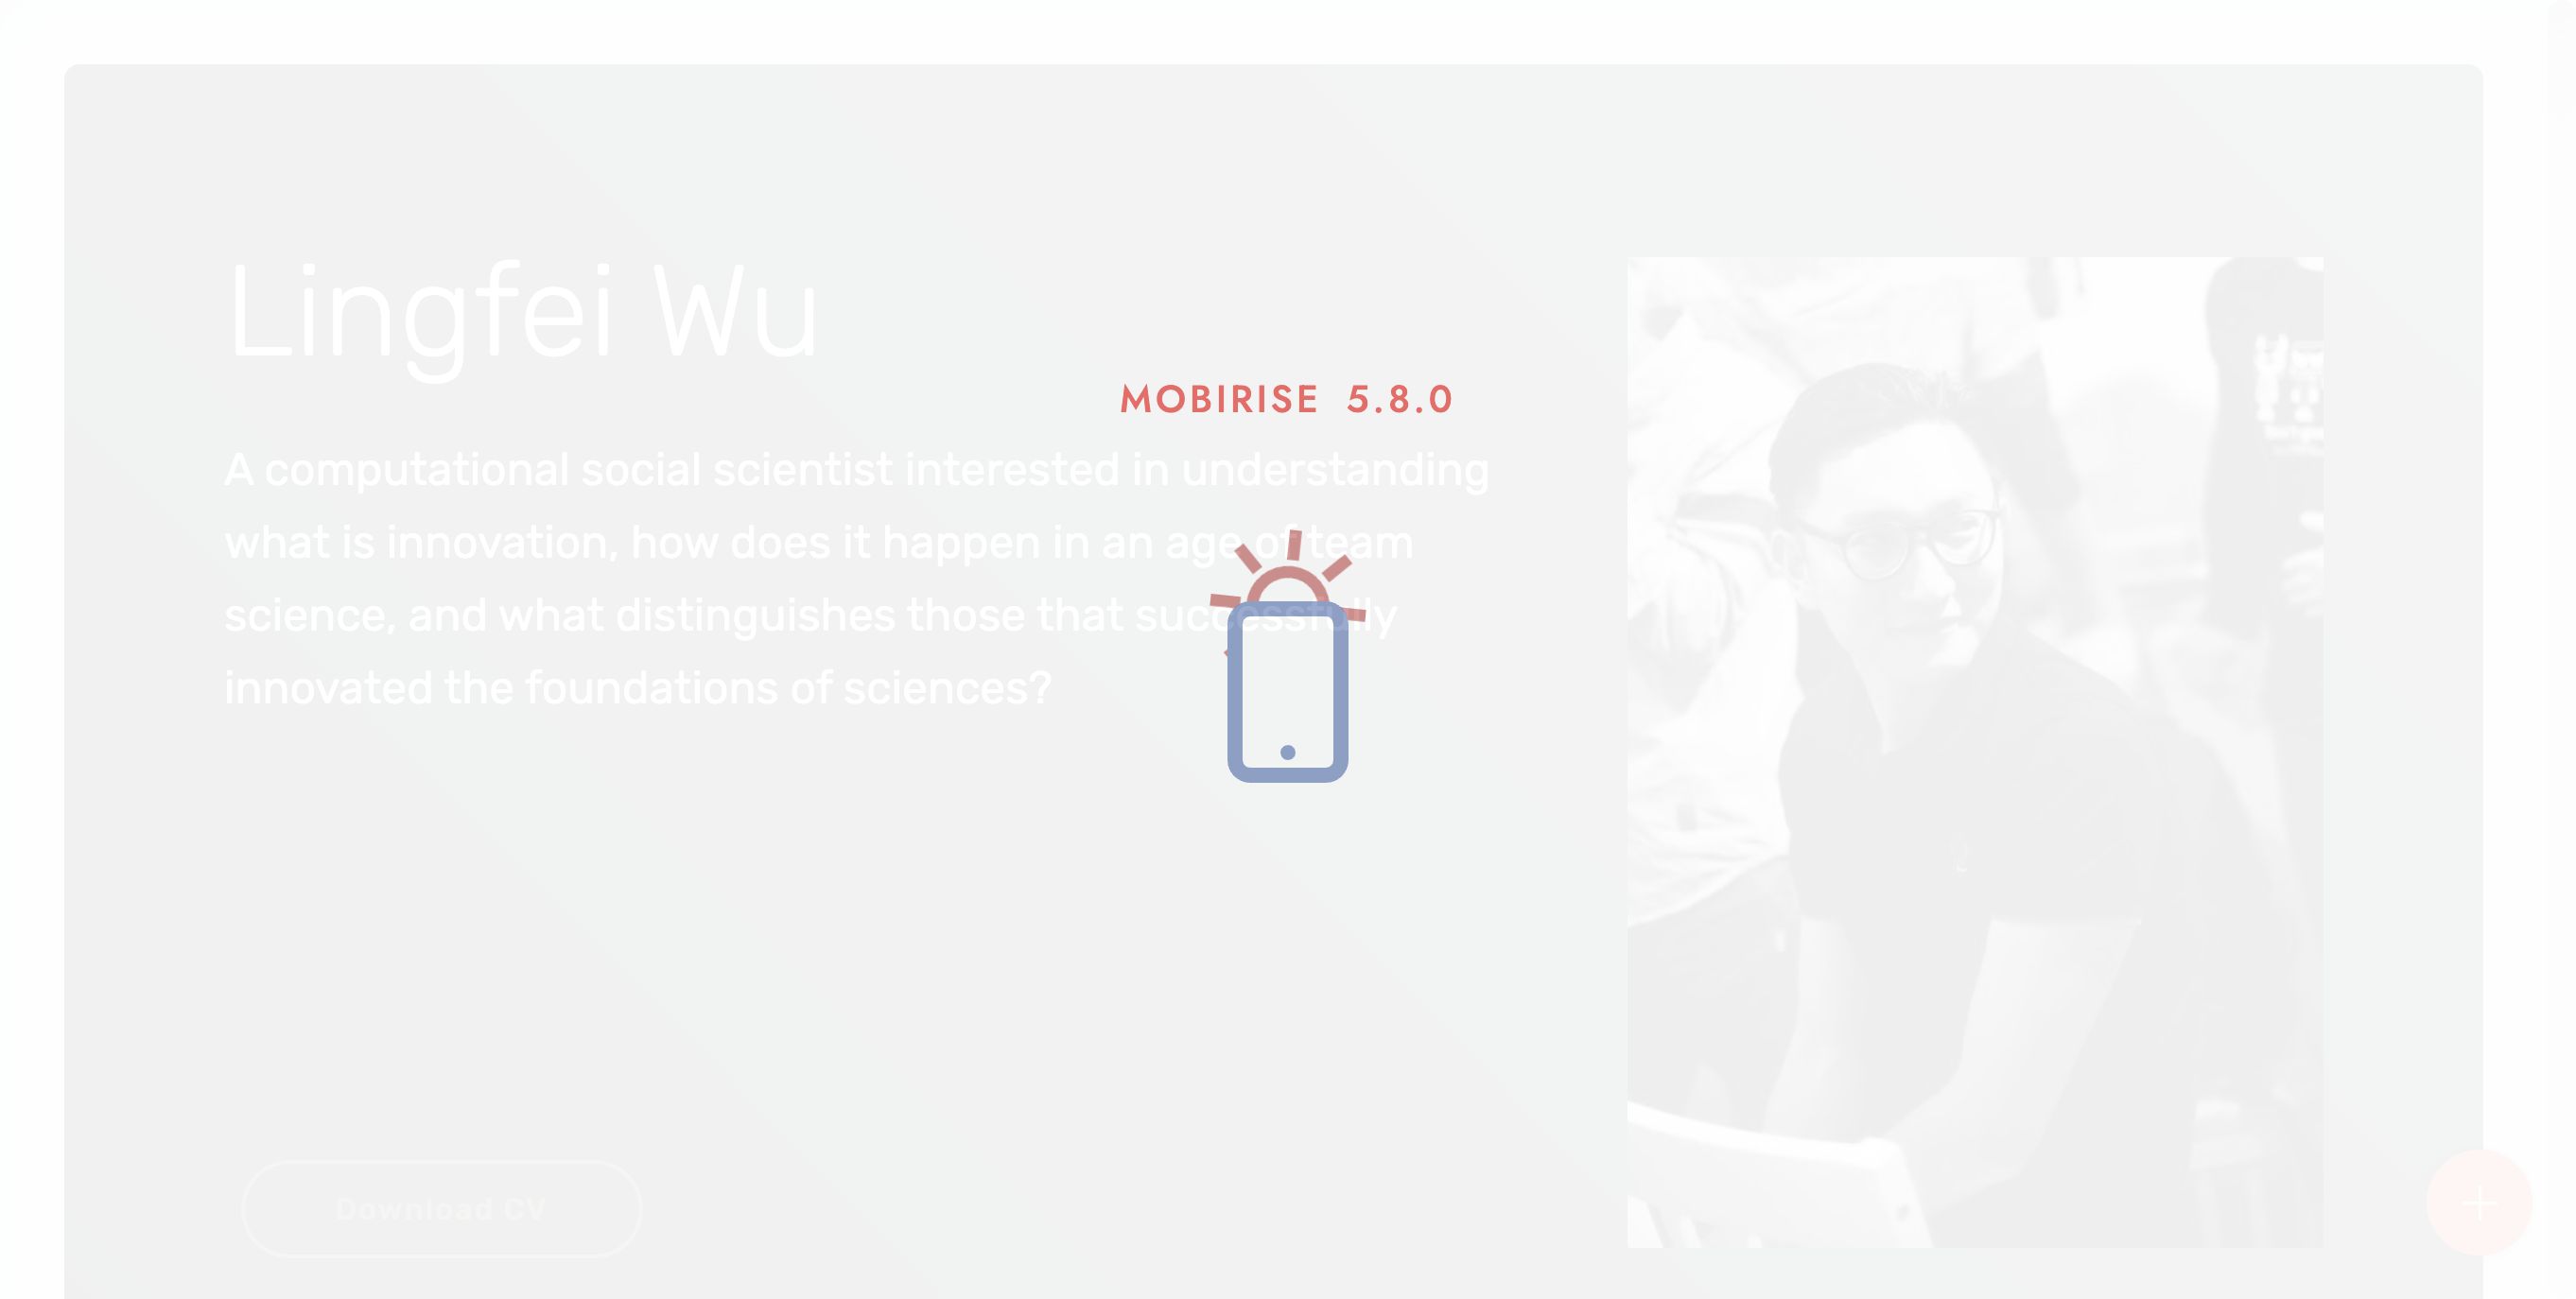 Lingfei Wu
MOBIRISE 5.8.0
A computational social scientist interested in understanding
what is innovation, how does it happen in an age of team
science, and what distinguishes those that successfully
innovated the foundations of sciences?
Download CV